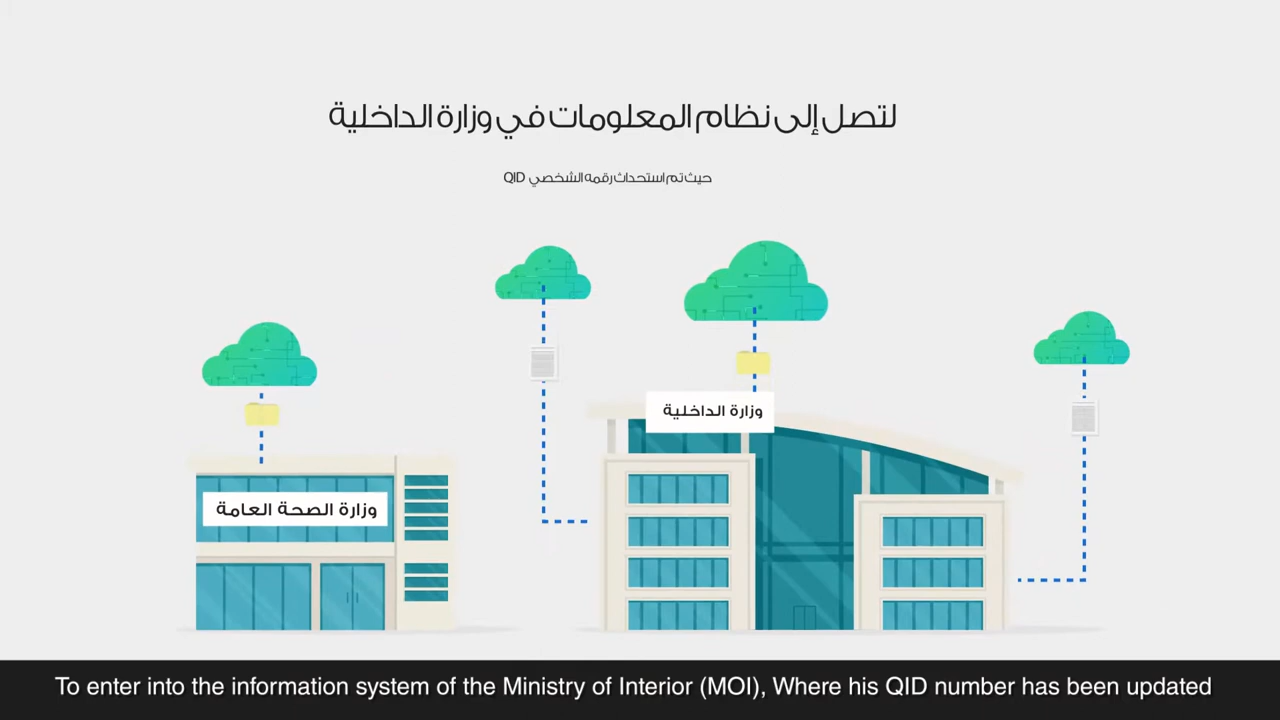 لتصل إلى نظام المعلومات في وزارة الداخلية
حيث تم استحداث رقمه الشخصي QID
وزارة الداخلية
وزارة الصحة العامة
To enter into the information system of the Ministry of Interior (MOI), Where his QID number has been updated